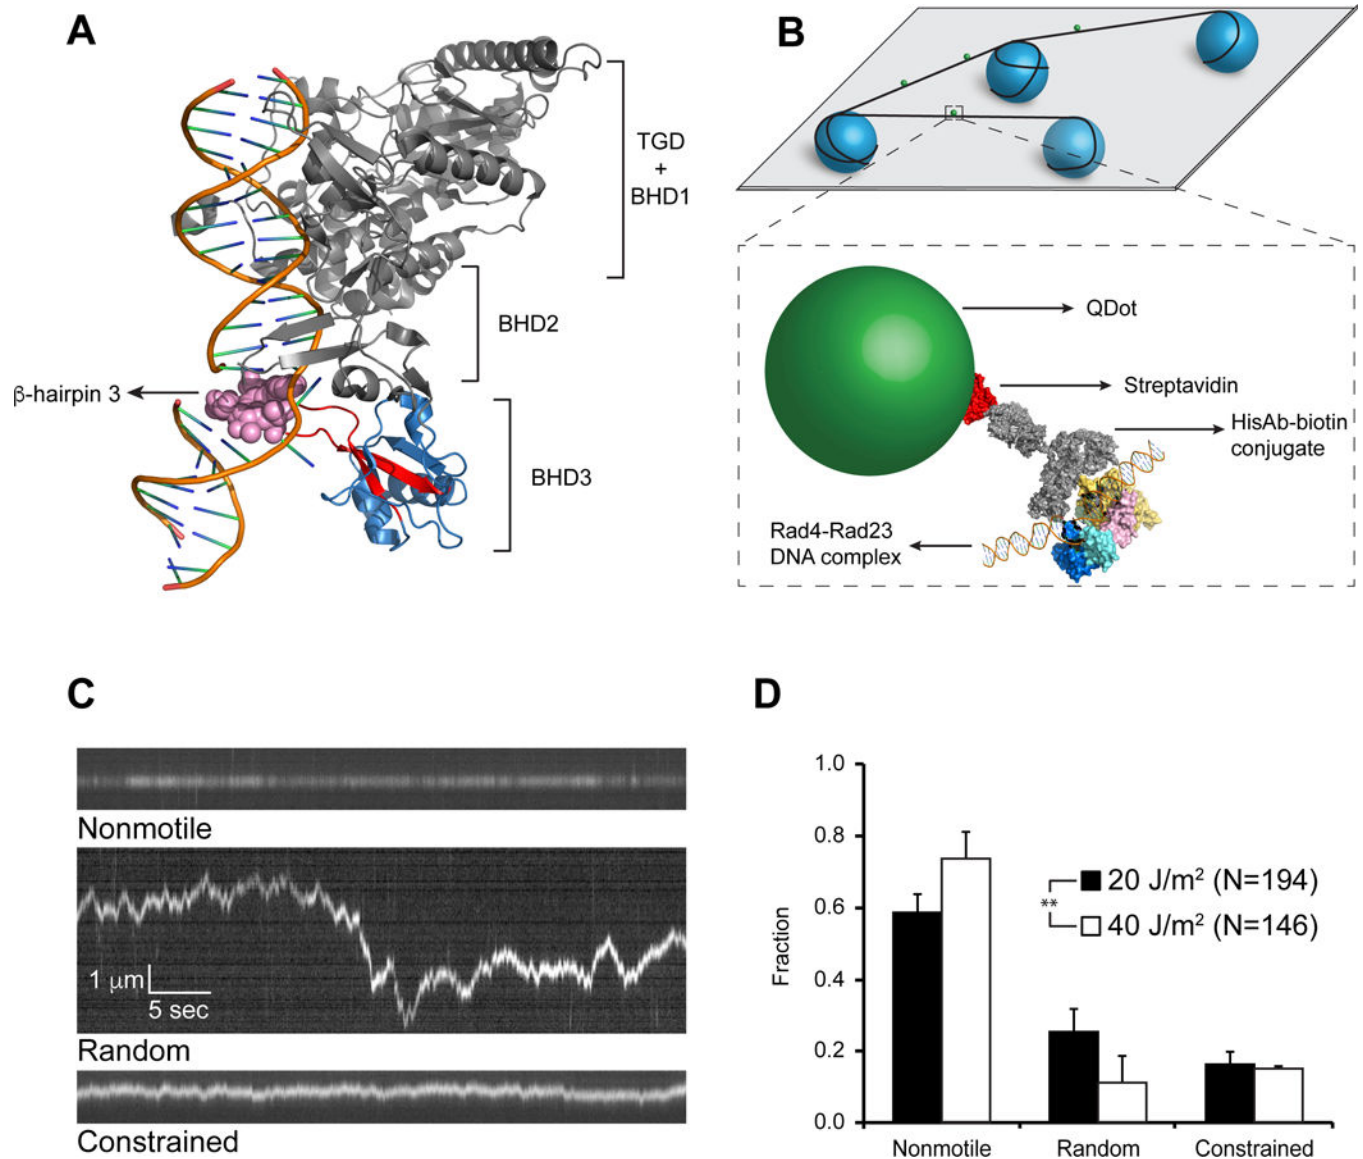 A
TGD
+
BHD1
BHD2
β-hairpin 3
BHD3
B
QDot
Streptavidin
HisAb-biotin
conjugate
Rad4-Rad23
DNA complex
C
Nonmotile
1 μm
5 sec
Random
Constrained
D
1.0
0.8
0.6
0.4
0.2
0.0
Fraction
** 
20 J/m² (N=194)
40 J/m² (N=146)
Nonmotile
Random
Constrained